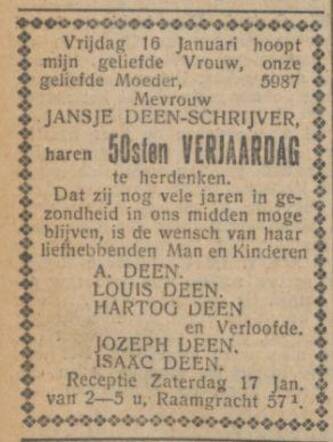 Vrijdag 16 Januari hoopt
mijn geliefde Vrouw, onze
geliefde Moeder, 5987
Mevrouw
JANSJE DEEN-SCHRIJVER,
haren 50sten VERJAARDAG
te herdenken.
Dat zij nog vele jaren in ge-
zondheid in ons midden moge
blijven, is de wensch van haar
liefhebbenden Man en Kinderen
A. DEEN.
LOUIS DEEN.
HARTOG DEEN
en Verloofde.
JOZEPH DEEN.
ISAÄC DEEN.
Receptie Zaterdag 17 Jan.
van 2—5 u, Raamgracht 57¹.